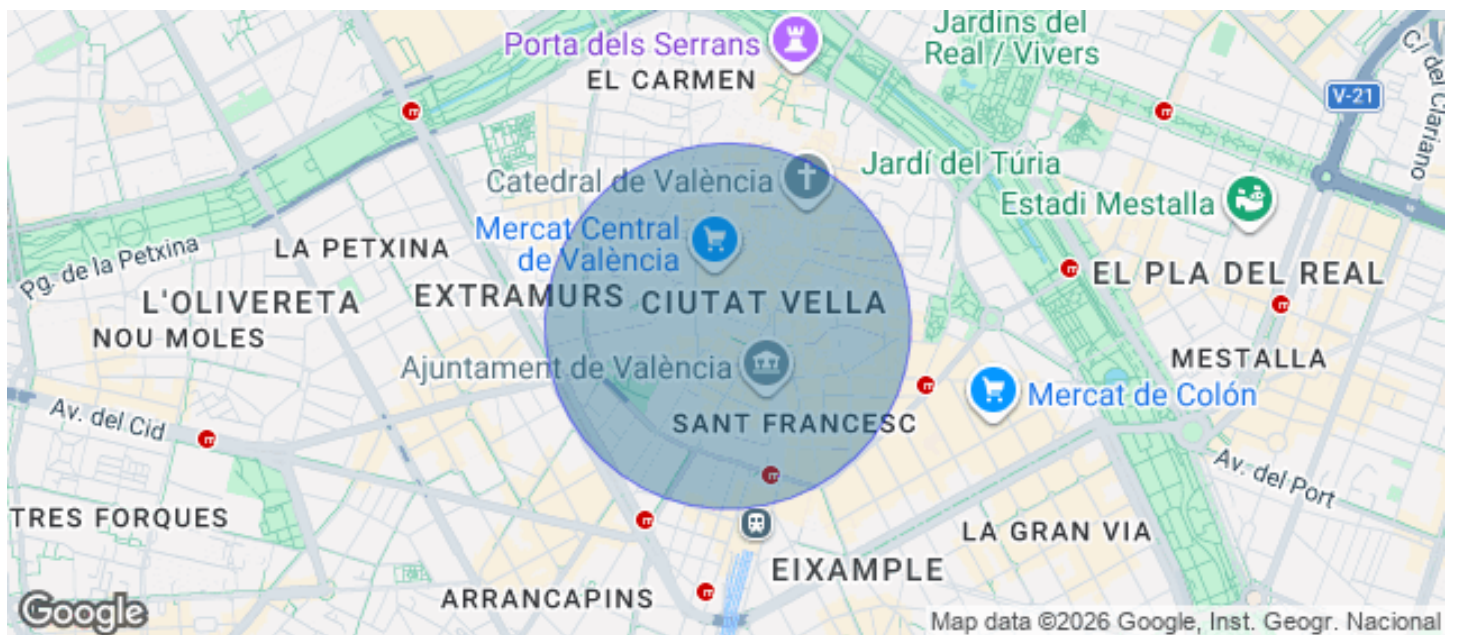 Jardins del
Real / Vivers
Porta dels Serrans
EL CARMEN
Cl del Clariano
V-21
Catedral de València
Jardí del Túria
Estadi Mestalla
Mercat Central
de València
LA PETXINA
Pg. de la Petxina
EL PLA DEL REAL
L'OLIVERETA
EXTRAMURS
CIUTAT VELLA
NOU MOLES
Ajuntament de València
MESTALLA
Mercat de Colón
Av. del Cid
SANT FRANCESC
Av. del Port
TRES FORQUES
LA GRAN VIA
EIXAMPLE
ARRANCAPINS
Google
Map data ©2026 Google, Inst. Geogr. Nacional